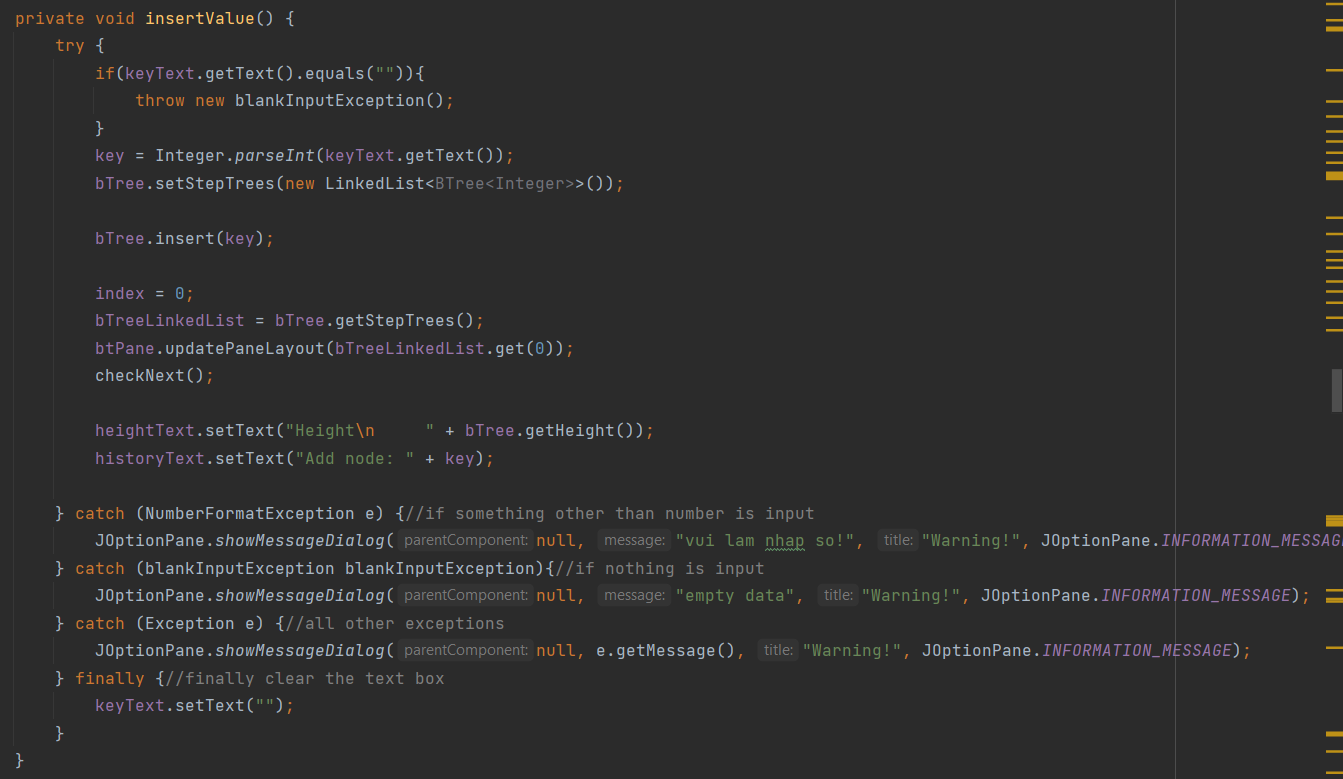 private void insertValue() {
    try {
        if(keyText.getText().equals("")){
            throw new blankInputException();
        }
        key = Integer.parseInt(keyText.getText());
        bTree.setStepTrees(new LinkedList<BTree<Integer>>());
        bTree.insert(key);
        index = 0;
        bTreeLinkedList = bTree.getStepTrees();
        btPane.updatePaneLayout(bTreeLinkedList.get(0));
        checkNext();
        heightText.setText("Height\n     " + bTree.getHeight());
        historyText.setText("Add node: " + key);
    } catch (NumberFormatException e) {//if something other than number is input
        JOptionPane.showMessageDialog( parentComponent: null,  message: "vui lam nhap so!",  title: "Warning!", JOptionPane.INFORMATION_MESSAG
    } catch (blankInputException blankInputException){//if nothing is input
        JOptionPane.showMessageDialog( parentComponent: null,  message: "empty data",  title: "Warning!", JOptionPane.INFORMATION_MESSAGE);
    } catch (Exception e) {//all other exceptions
        JOptionPane.showMessageDialog( parentComponent: null, e.getMessage(),  title: "Warning!", JOptionPane.INFORMATION_MESSAGE);
    } finally {//finally clear the text box
        keyText.setText("");
    }
}